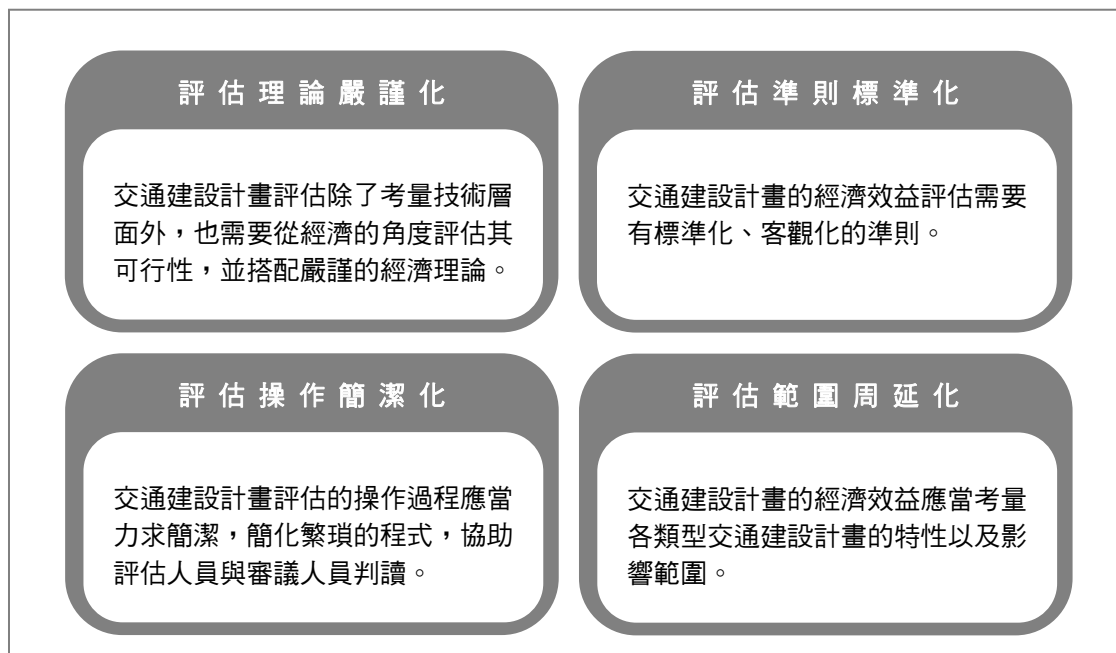 評估理論嚴謹化
交通建設計畫評估除了考量技術層
面外，也需要從經濟的角度評估其
可行性，並搭配嚴謹的經濟理論。
評估準則標準化
交通建設計畫的經濟效益評估需要
有標準化、客觀化的準則。
評估操作簡潔化
交通建設計畫評估的操作過程應當
力求簡潔，簡化繁瑣的程式，協助
評估人員與審議人員判讀。
評估範圍周延化
交通建設計畫的經濟效益應當考量
各類型交通建設計畫的特性以及影
響範圍。